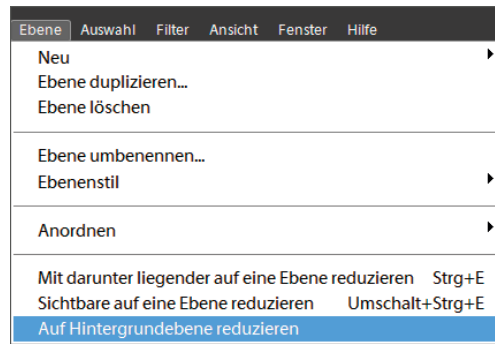 Ebene Auswahl Filter Ansicht Fenster Hilfe
Neu
Ebene duplizieren...
Ebene löschen
Ebene umbenennen...
Ebenenstil
Anordnen
Mit darunter liegender auf eine Ebene reduzieren Strg+E
Sichtbare auf eine Ebene reduzieren Umschalt+Strg+E
Auf Hintergrundebene reduzieren